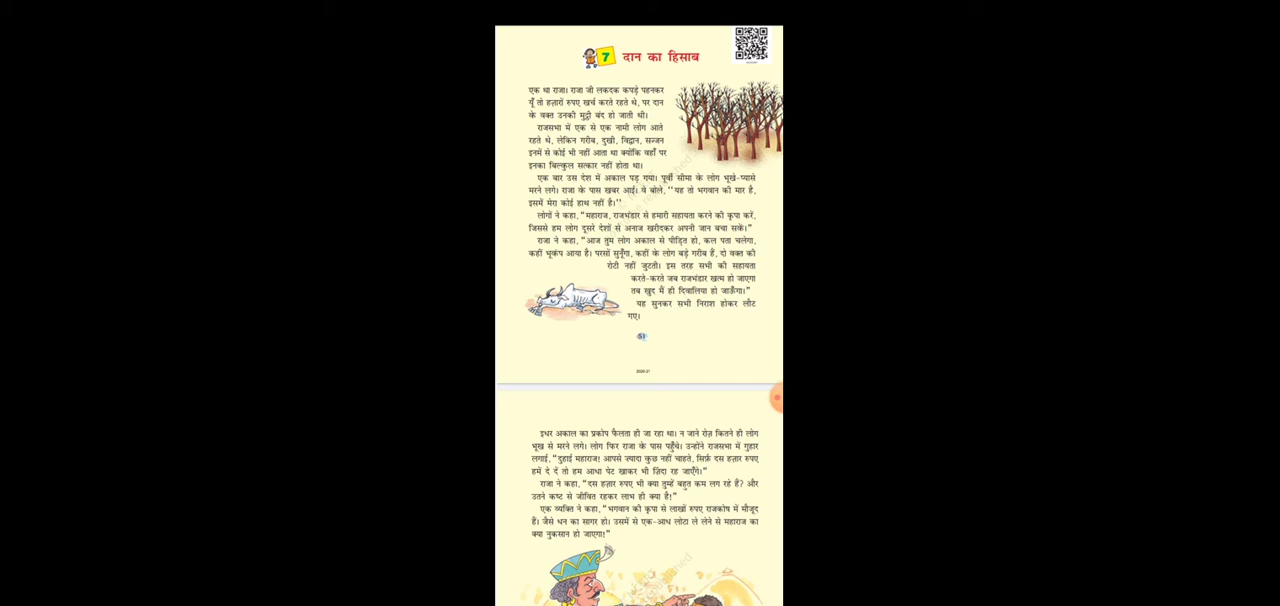 7 दान का हिसाब
एक था राजा। राजा जी लकदक कपड़े पहनकर
यूँ तो हज़ारों रुपए खर्च करते रहते थे, पर दान
के वक्त उनकी मुट्ठी बंद हो जाती थी।
राजसभा में एक से एक नामी लोग आते
रहते थे, लेकिन गरीब, दुखी, विद्वान, सज्जन
इनमें से कोई भी नहीं आता था क्योंकि वहाँ पर
इनका बिल्कुल सत्कार नहीं होता था।
एक बार उस देश में अकाल पड़ गया। पूर्वी सीमा के लोग भूखे-प्यासे
मरने लगे। राजा के पास खबर आई। वे बोले, ''यह तो भगवान की मार है,
इसमें मेरा कोई हाथ नहीं है।''
लोगों ने कहा, "महाराज, राजभंडार से हमारी सहायता करने की कृपा करें,
जिससे हम लोग दूसरे देशों से अनाज खरीदकर अपनी जान बचा सकें।"
राजा ने कहा, "आज तुम लोग अकाल से पीड़ित हो, कल पता चलेगा,
कहीं भूकंप आया है। परसों सुनूँगा, कहीं के लोग बड़े गरीब हैं, दो वक्त की
रोटी नहीं जुटती। इस तरह सभी की सहायता
करते-करते जब राजभंडार खत्म हो जाएगा
तब खुद मैं ही दिवालिया हो जाऊँगा।"
यह सुनकर सभी निराश होकर लौट
गए।
51
2020-21
इधर अकाल का प्रकोप फैलता ही जा रहा था। न जाने रोज़ कितने ही लोग
भूख से मरने लगे। लोग फिर राजा के पास पहुँचे। उन्होंने राजसभा में गुहार
लगाई, "दुहाई महाराज! आपसे ज्यादा कुछ नहीं चाहते, सिर्फ़ दस हज़ार रुपए
हमें दे दें तो हम आधा पेट खाकर भी ज़िंदा रह जाएँगे।"
राजा ने कहा, "दस हज़ार रुपए भी क्या तुम्हें बहुत कम लग रहे हैं? और
उतने कष्ट से जीवित रहकर लाभ ही क्या है!"
एक व्यक्ति ने कहा, "भगवान की कृपा से लाखों रुपए राजकोष में मौजूद
हैं। जैसे धन का सागर हो। उसमें से एक-आध लोटा ले लेने से महाराज का
क्या नुकसान हो जाएगा!"